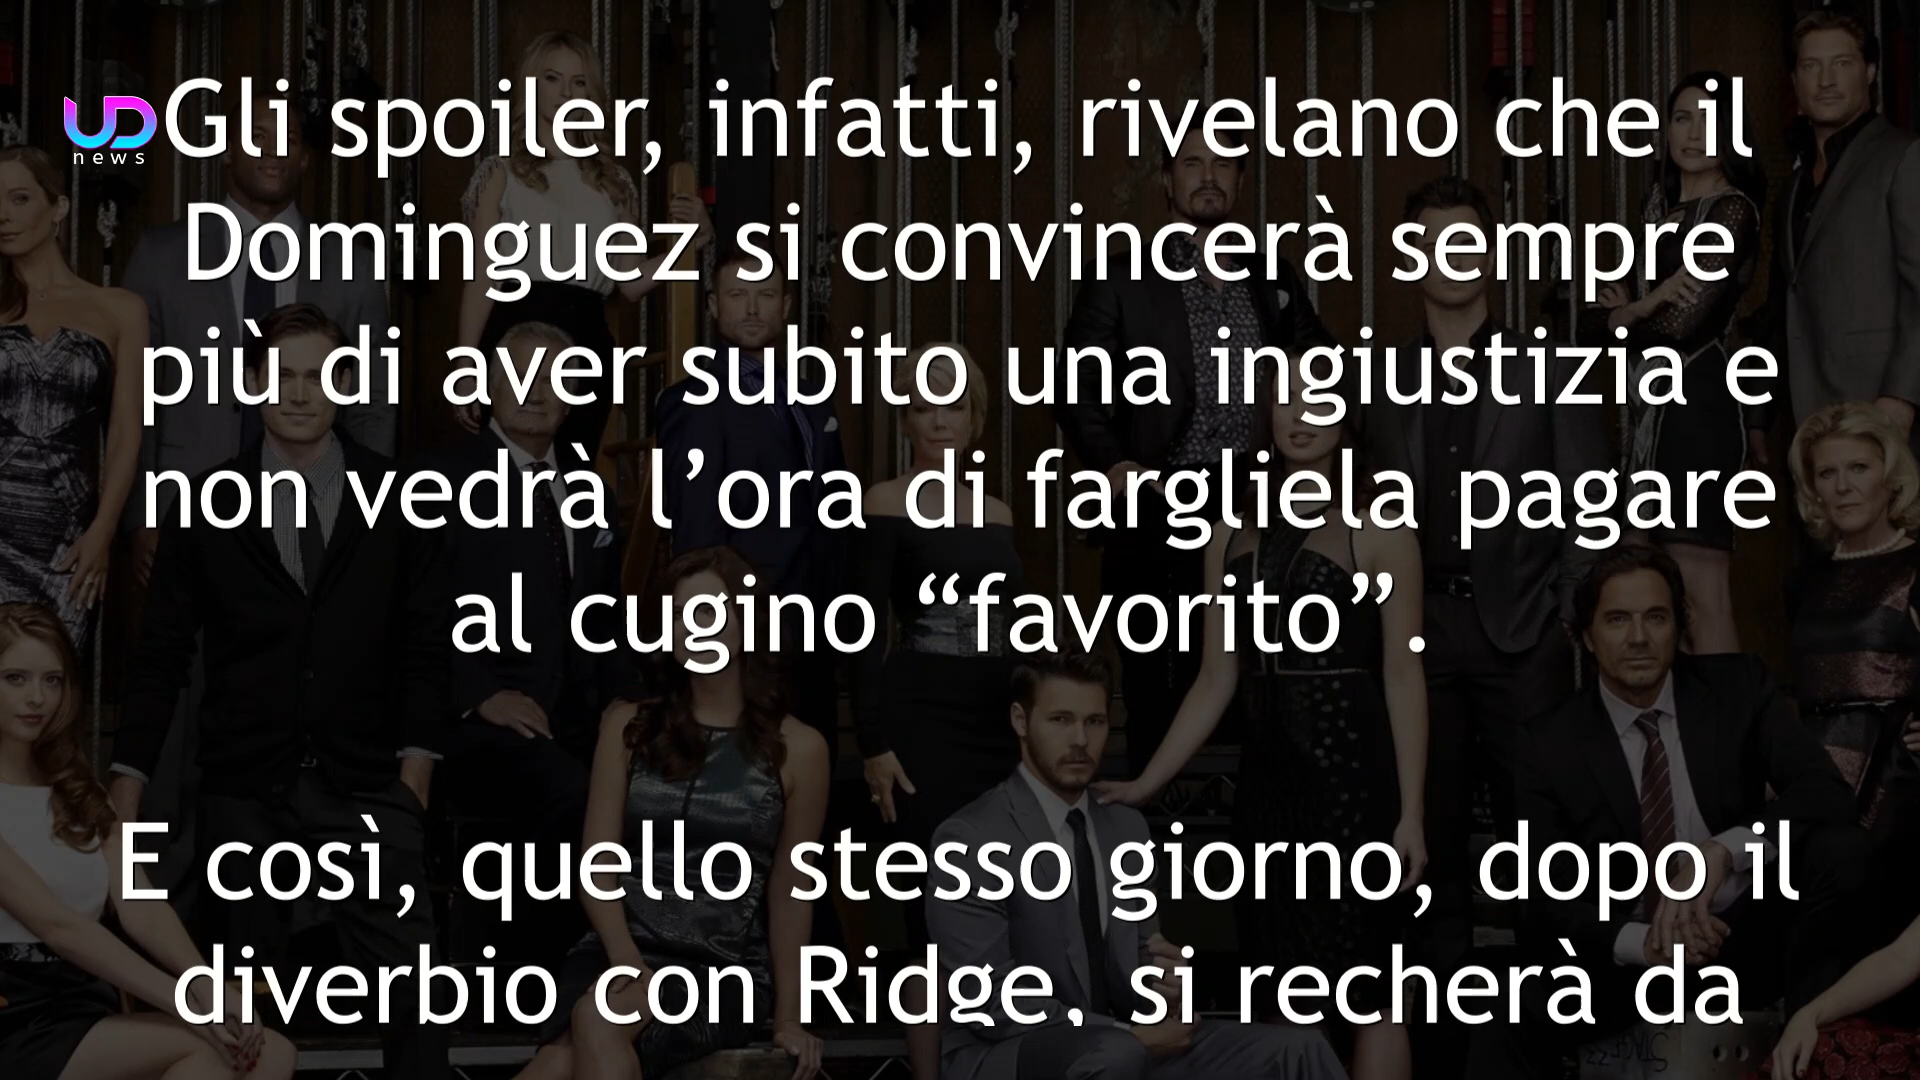 UD
news
Gli spoiler, infatti, rivelano che il
Dominguez si convincerà sempre
più di aver subito una ingiustizia e
non vedrà l’ora di fargliela pagare
al cugino “favorito”.
E così, quello stesso giorno, dopo il
diverbio con Ridge, si recherà da